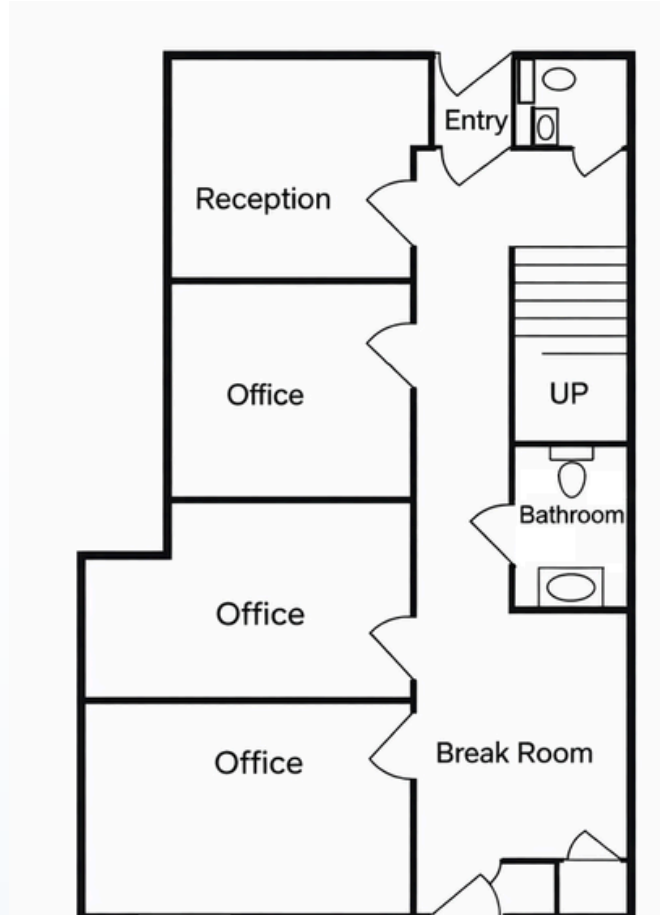 Entry
Reception
Office
UP
Bathroom
Office
Break Room
Office